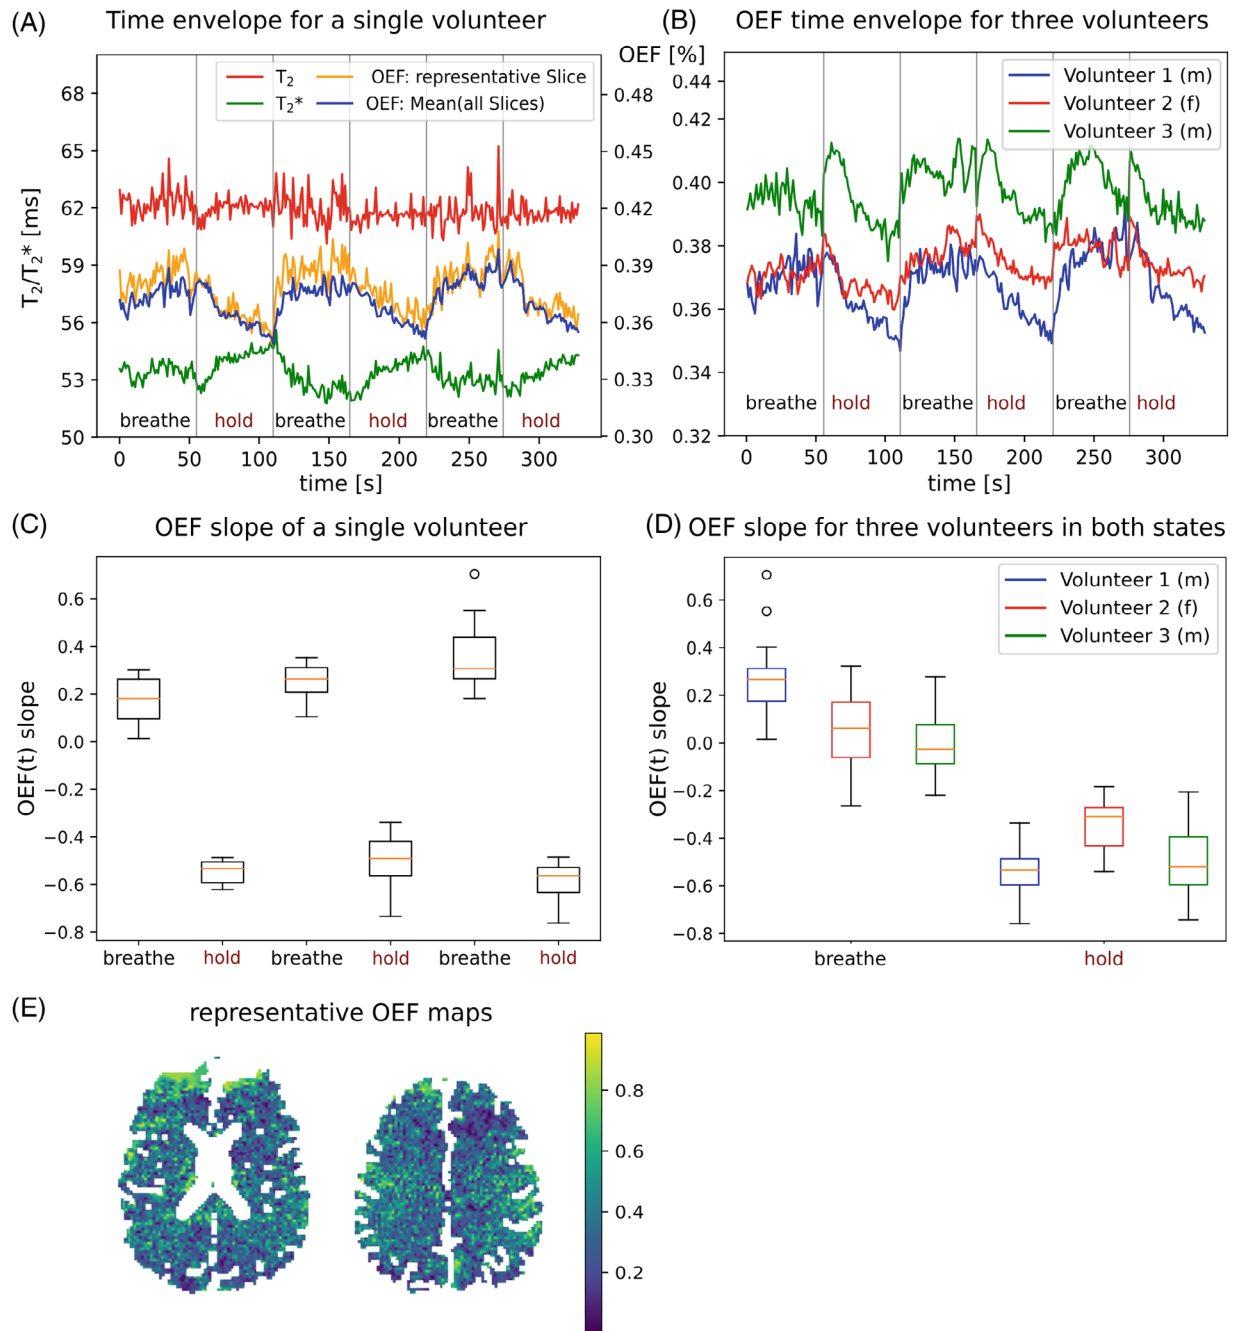 (A) Time envelope for a single volunteer
OEF [%]
T2/T2* [ms]
68
65
62
59
56
53
50
0.48
0.45
0.42
0.39
0.36
0.33
0.30
T2
OEF: representative Slice
T2*
OEF: Mean(all Slices)
breathe hold breathe hold breathe hold
0 50 100 150 200 250 300
time [s]
(B) OEF time envelope for three volunteers
0.44
0.42
0.40
0.38
0.36
0.34
0.32
Volunteer 1 (m)
Volunteer 2 (f)
Volunteer 3 (m)
breathe hold breathe hold breathe hold
0 50 100 150 200 250 300
time [s]
(C) OEF slope of a single volunteer
OEF(t) slope
0.6
0.4
0.2
0.0
−0.2
−0.4
−0.6
−0.8
breathe hold breathe hold breathe hold
(D) OEF slope for three volunteers in both states
OEF(t) slope
0.6
0.4
0.2
0.0
−0.2
−0.4
−0.6
−0.8
Volunteer 1 (m)
Volunteer 2 (f)
Volunteer 3 (m)
breathe hold
(E) representative OEF maps
0.8
0.6
0.4
0.2